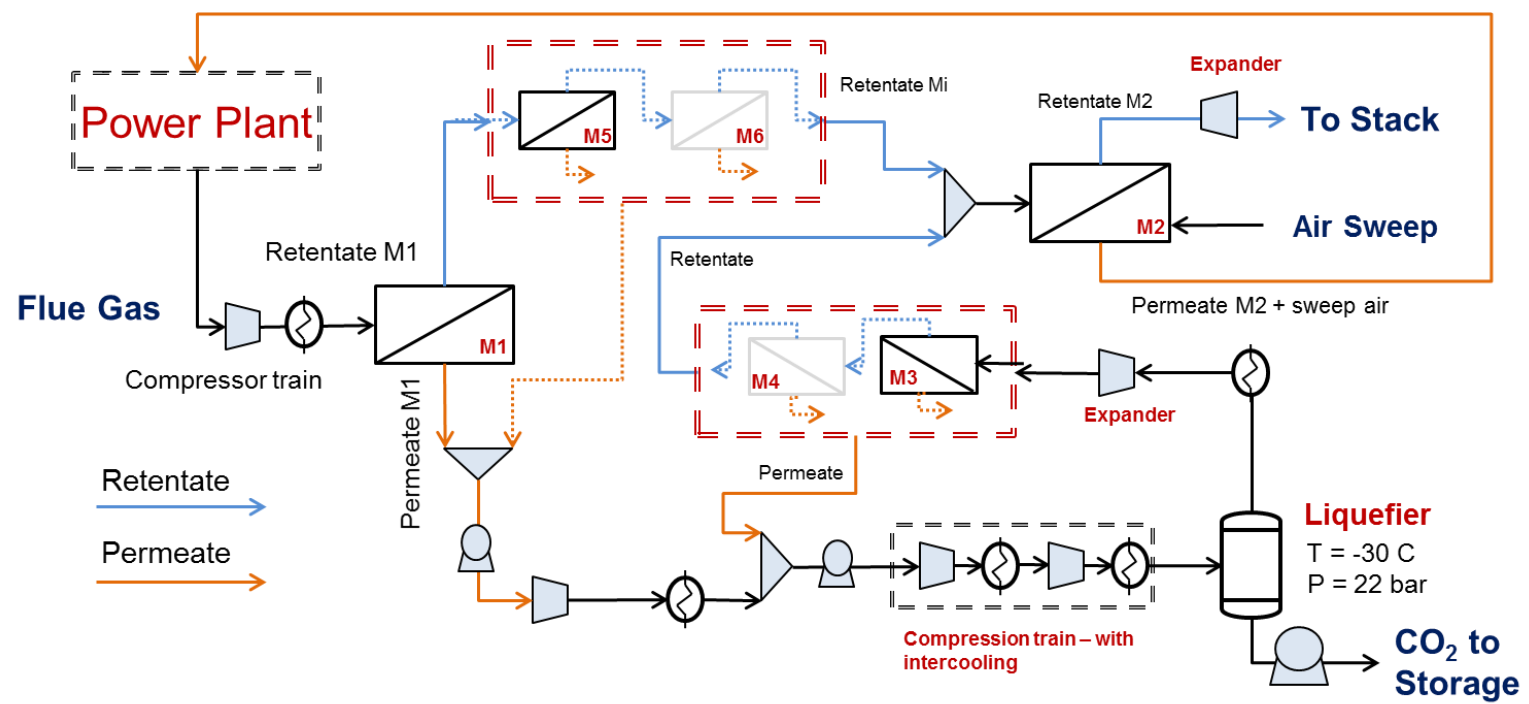 Power Plant
Retentate Mi
Expander
Retentate M2
To Stack
M5
M6
M2
Air Sweep
Retentate M1
Retentate
Flue Gas
Permeate M2 + sweep air
M1
Compressor train
M4
M3
Expander
Permeate M1
Permeate
Retentate
Permeate
Liquefier
T = -30 C
P = 22 bar
Compression train – with
intercooling
CO₂ to
Storage